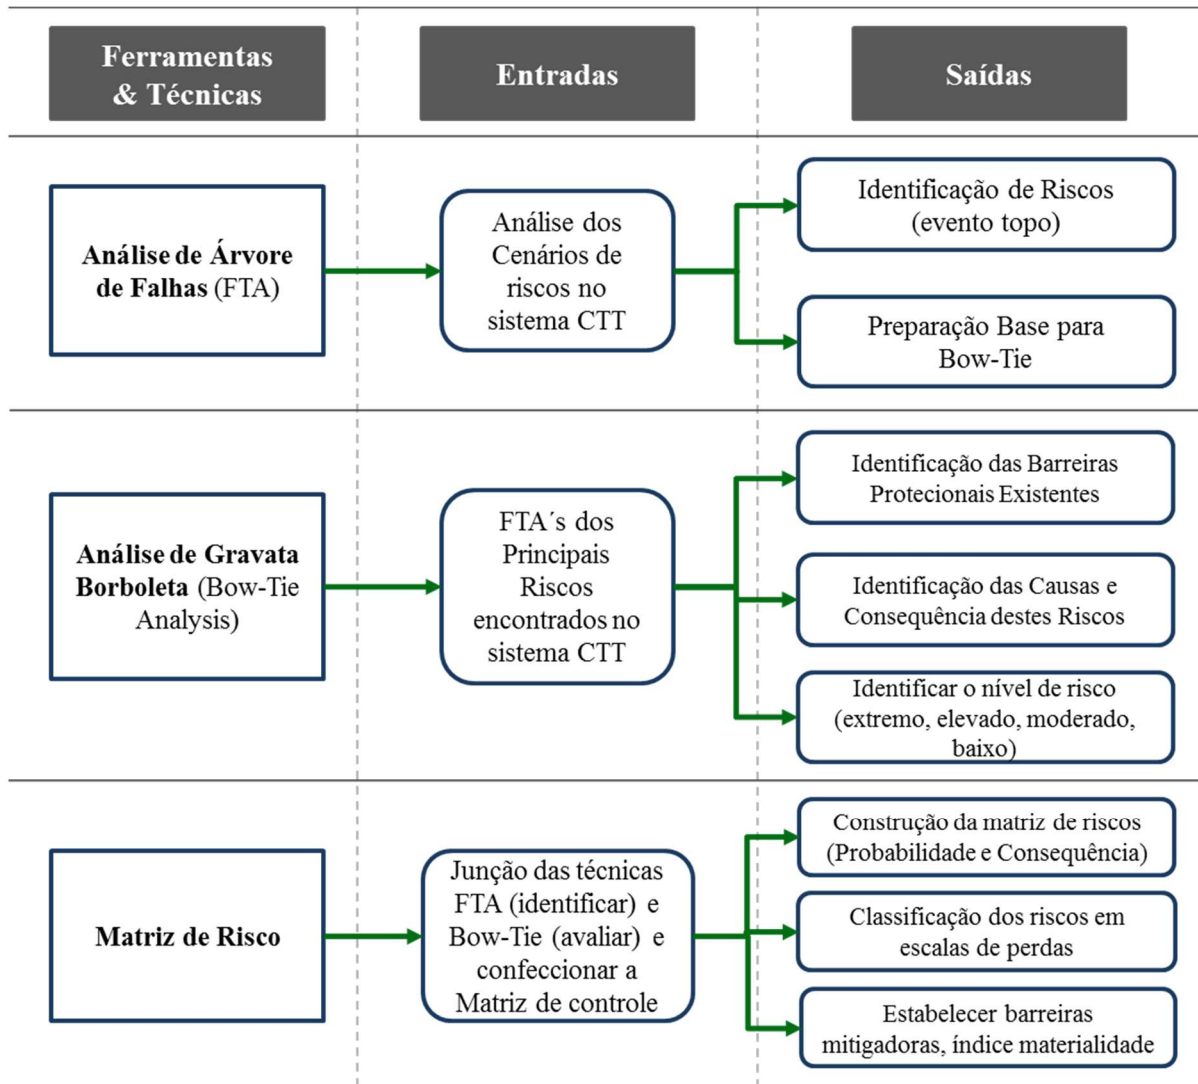 Ferramentas
& Técnicas
Entradas
Saídas
Análise de Árvore
de Falhas (FTA)
Análise dos
Cenários de
riscos no
sistema CTT
Identificação de Riscos
(evento topo)
Preparação Base para
Bow-Tie
Análise de Gravata
Borboleta (Bow-Tie
Analysis)
FTA´s dos
Principais
Riscos
encontrados no
sistema CTT
Identificação das Barreiras
Protecionais Existentes
Identificação das Causas e
Consequência destes Riscos
Identificar o nível de risco
(extremo, elevado, moderado,
baixo)
Matriz de Risco
Junção das técnicas
FTA (identificar) e
Bow-Tie (avaliar) e
confeccionar a
Matriz de controle
Construção da matriz de riscos
(Probabilidade e Consequência)
Classificação dos riscos em
escalas de perdas
Estabelecer barreiras
mitigadoras, índice materialidade